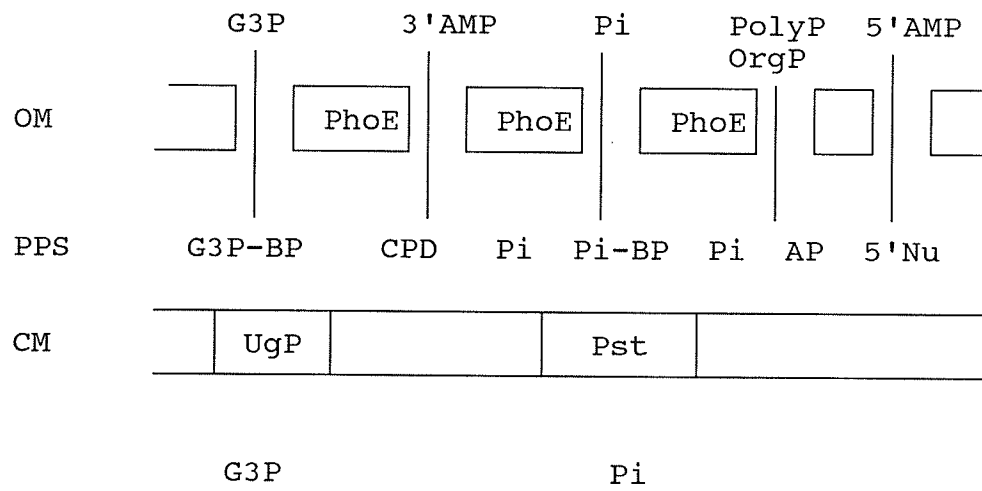 G3P 3'AMP Pi PolyP 5'AMP
OrgP
OM PhoE PhoE PhoE
PPS G3P-BP CPD Pi Pi-BP Pi AP 5'Nu
CM UgP Pst
G3P Pi